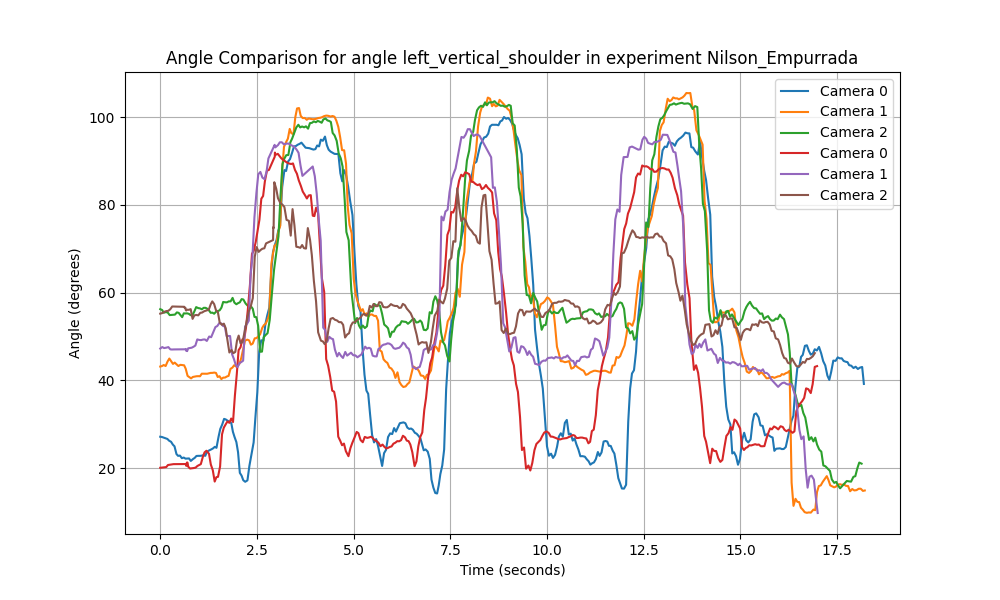 Angle Comparison for angle left_vertical_shoulder in experiment Nilson_Empurrada
Camera 0
Camera 1
Camera 2
Camera 0
Camera 1
Camera 2
Angle (degrees)
100
80
60
40
20
0.0 2.5 5.0 7.5 10.0 12.5 15.0 17.5
Time (seconds)